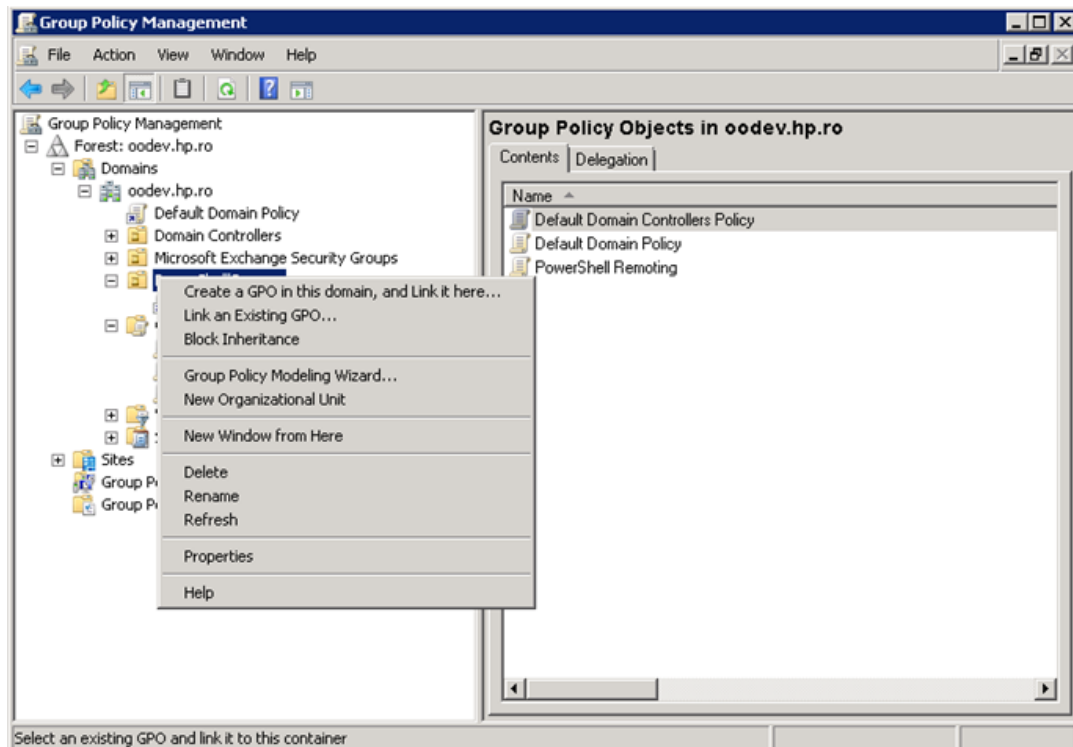 Group Policy Management
File Action View Window Help
Group Policy Management
Forest: oodev.hp.ro
Domains
oodev.hp.ro
Default Domain Policy
Domain Controllers
Microsoft Exchange Security Groups
Sites
Group P
Group P
Create a GPO in this domain, and Link it here...
Link an Existing GPO...
Block Inheritance
Group Policy Modeling Wizard...
New Organizational Unit
New Window from Here
Delete
Rename
Refresh
Properties
Help
Group Policy Objects in oodev.hp.ro
Contents Delegation
Name
Default Domain Controllers Policy
Default Domain Policy
PowerShell Remoting
Select an existing GPO and link it to this container